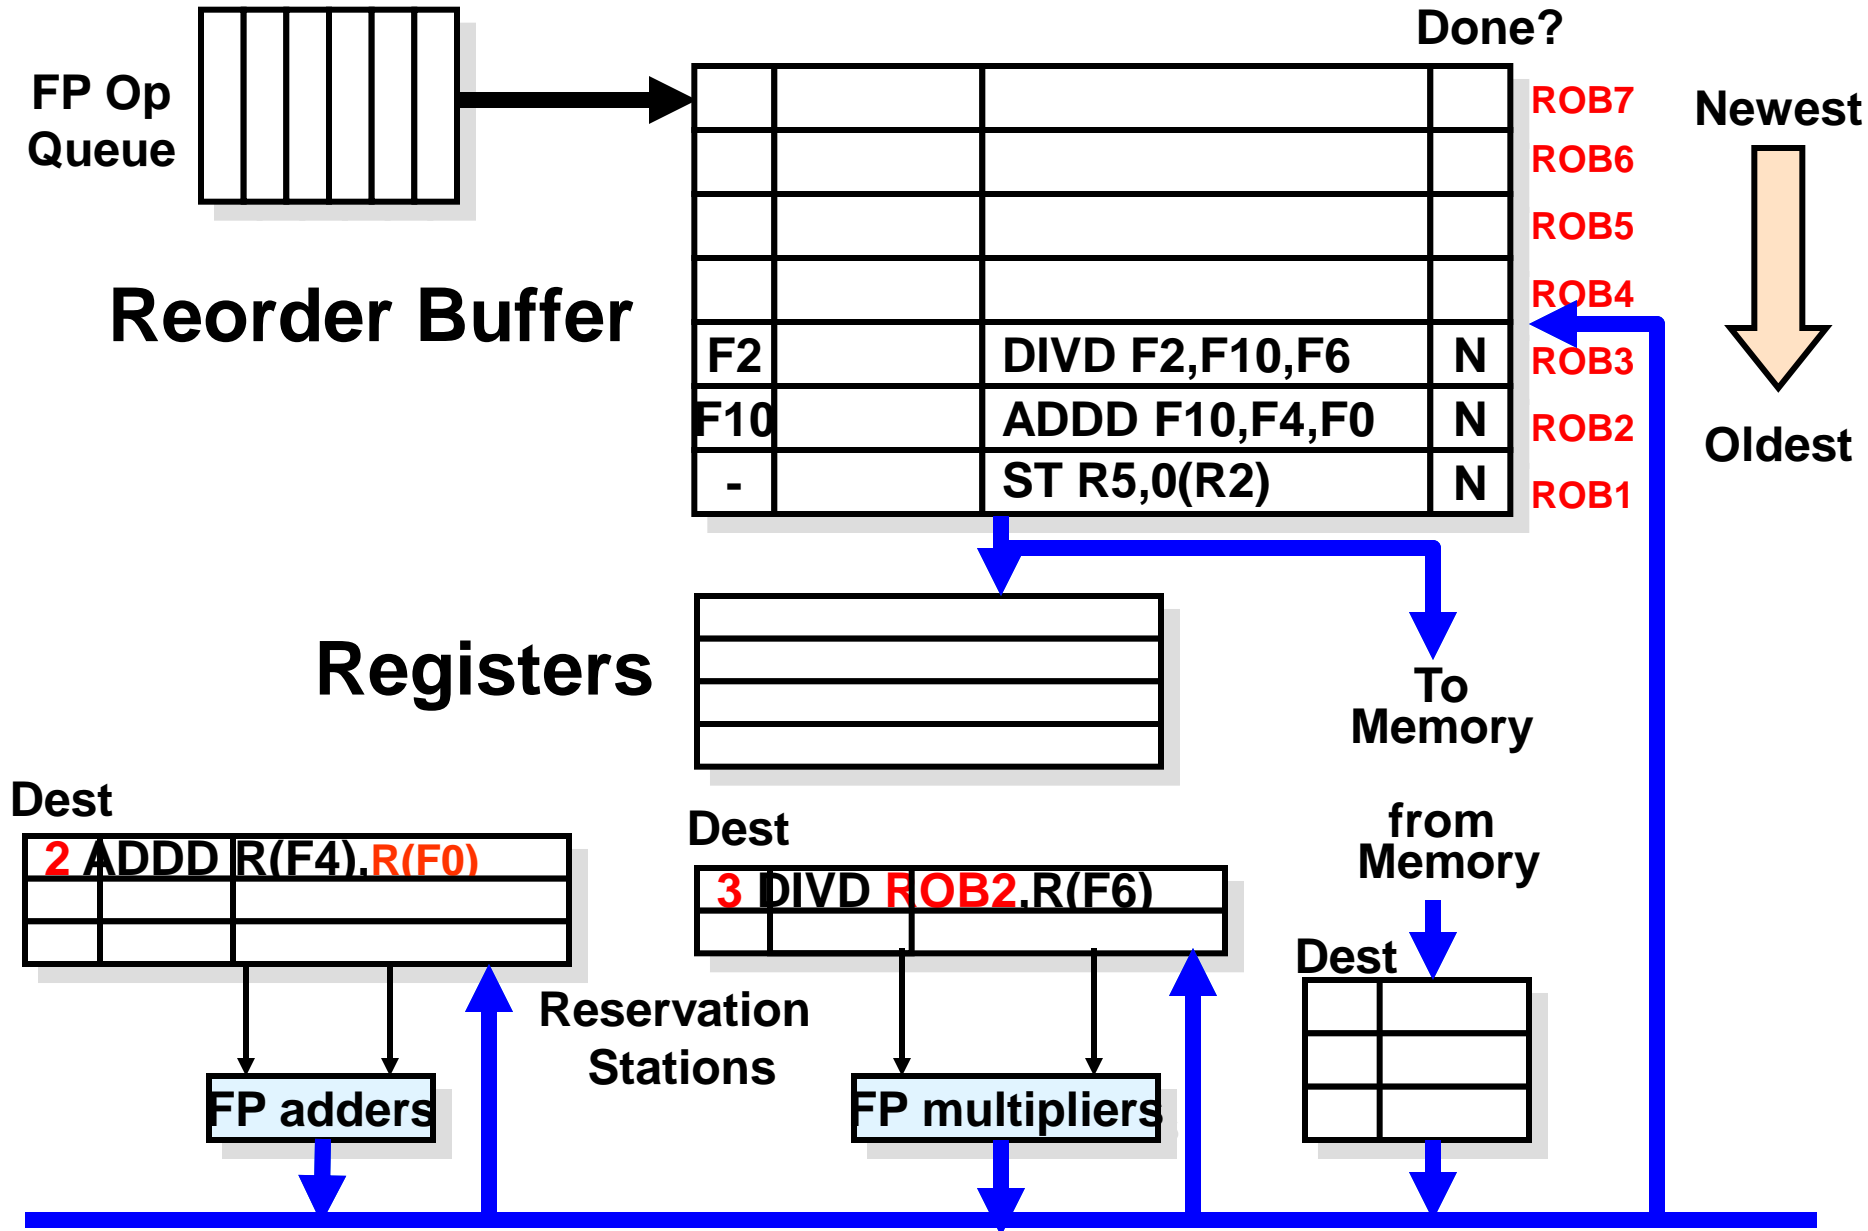 Done?
FP Op
Queue
ROB7
Newest
ROB6
ROB5
Reorder Buffer
ROB4
F2 DIVD F2,F10,F6 N ROB3
F10 ADDD F10,F4,F0 N ROB2
Oldest
- ST R5,0(R2) N ROB1
Registers
To
Memory
Dest
2 ADDD R(F4),R(F0)
Dest
3 DIVD ROB2,R(F6)
from
Memory
Dest
Reservation
Stations
FP adders
FP multipliers